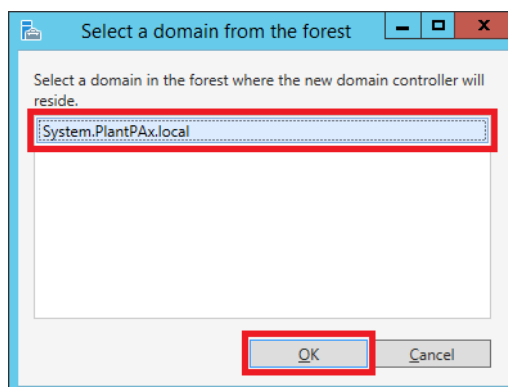 Select a domain from the forest
Select a domain in the forest where the new domain controller will
reside.
System.PlantPAx.local
OK
Cancel